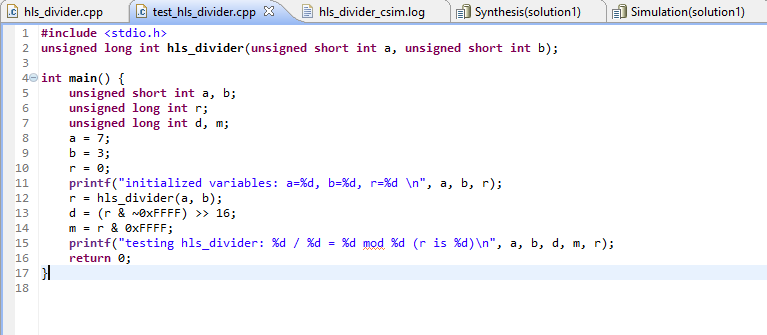 hls_divider.cpp test_hls_divider.cpp hls_divider_csim.log Synthesis(solution1) Simulation(solution1)
1 #include <stdio.h>
2 unsigned long int hls_divider(unsigned short int a, unsigned short int b);
3
4 int main() {
5     unsigned short int a, b;
6     unsigned long int r;
7     unsigned long int d, m;
8     a = 7;
9     b = 3;
10     r = 0;
11     printf("initialized variables: a=%d, b=%d, r=%d \n", a, b, r);
12     r = hls_divider(a, b);
13     d = (r & ~0xFFFF) >> 16;
14     m = r & 0xFFFF;
15     printf("testing hls_divider: %d / %d = %d mod %d (r is %d)\n", a, b, d, m, r);
16     return 0;
17 }
18